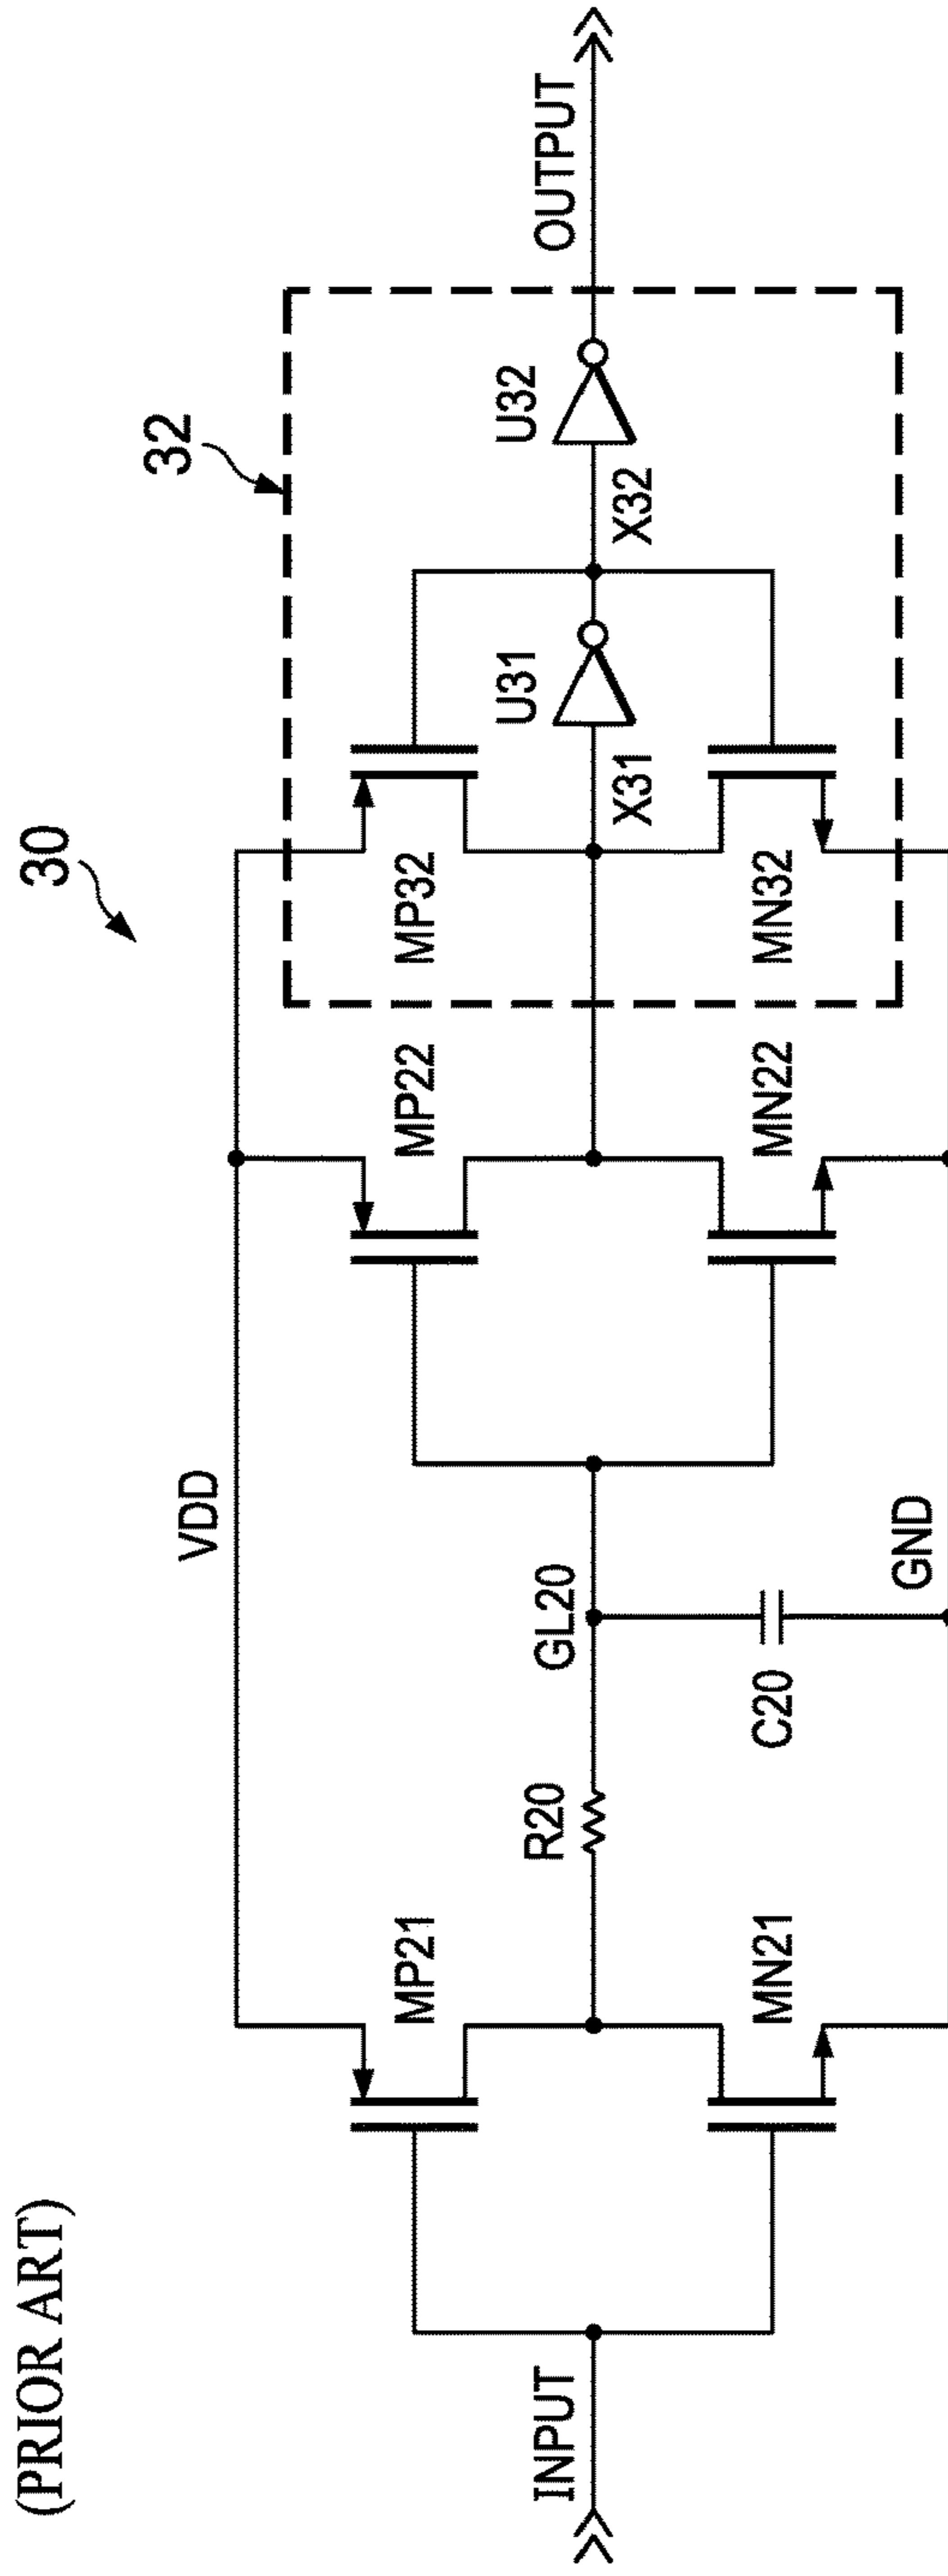 (PRIOR ART)
30
32
VDD
MP21
MP22
MP32
INPUT
R20
GL20
X31
U31
X32
U32
OUTPUT
C20
MN21
MN22
MN32
GND